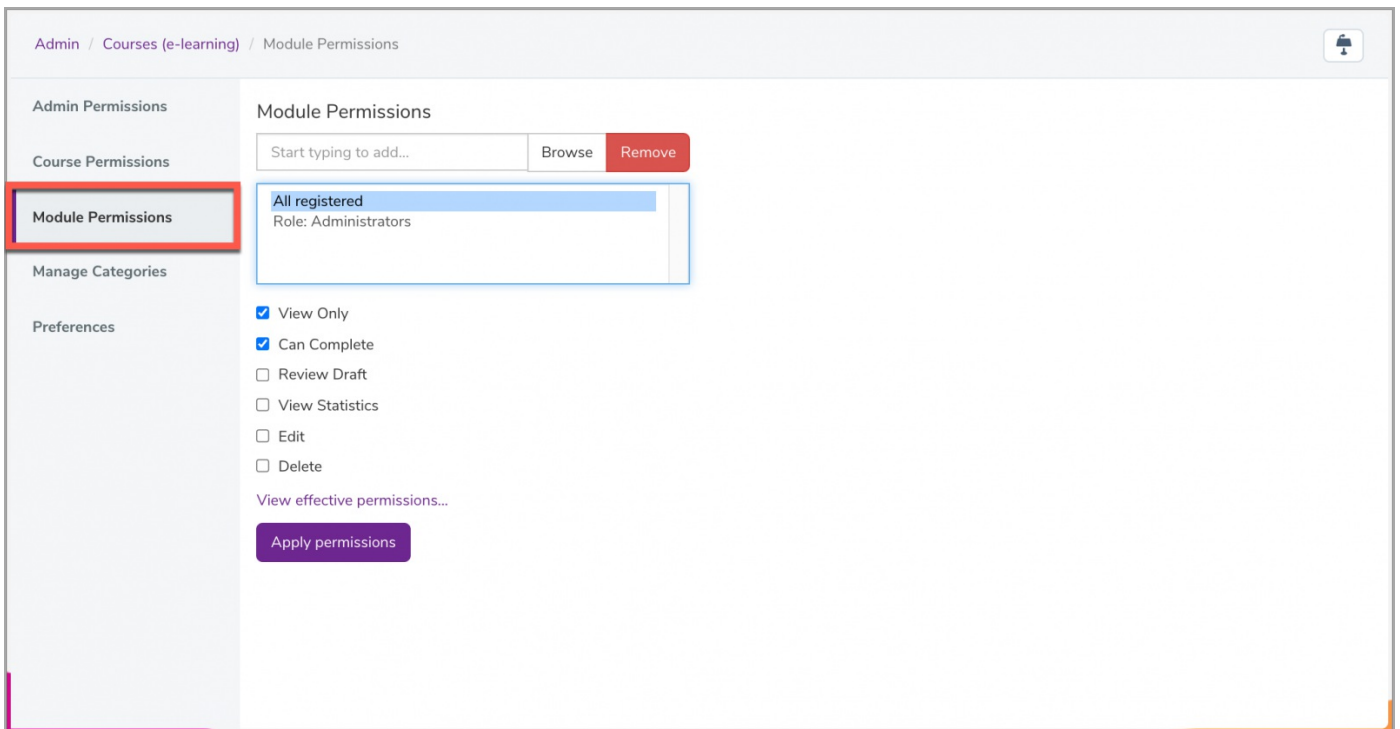 Admin / Courses (e-learning) / Module Permissions
Admin Permissions
Course Permissions
Module Permissions
Manage Categories
Preferences
Module Permissions
Start typing to add... Browse Remove
All registered
Role: Administrators
View Only
Can Complete
Review Draft
View Statistics
Edit
Delete
View effective permissions...
Apply permissions